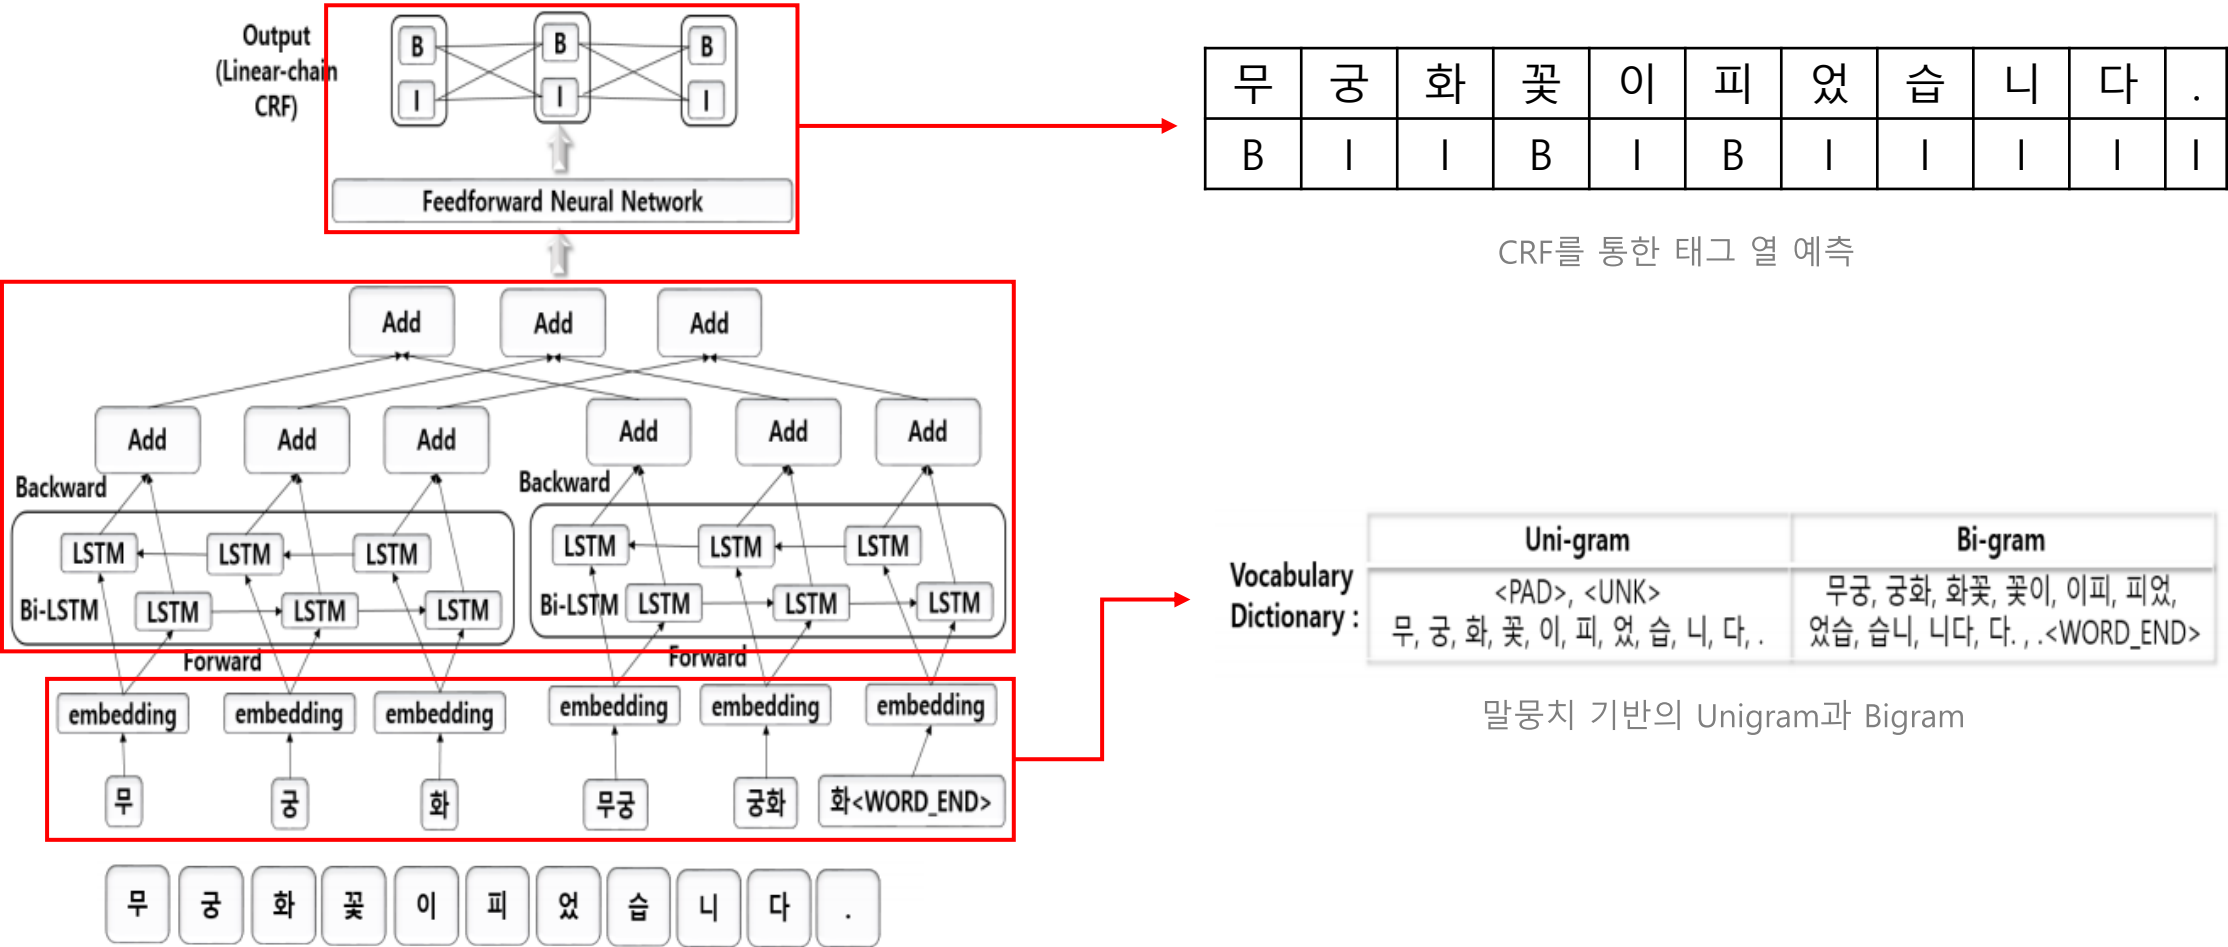 Output
(Linear-chain
CRF)
B B B
I I I
Feedforward Neural Network
Add Add Add
Add Add Add Add Add Add
Backward Backward
LSTM LSTM LSTM LSTM LSTM LSTM
Bi-LSTM LSTM LSTM LSTM Bi-LSTM LSTM LSTM LSTM
Forward Forward
embedding embedding embedding embedding embedding embedding
무 궁 화 무궁 궁화 화<WORD_END>
무 궁 화 꽃 이 피 었 습 니 다 .
무 궁 화 꽃 이 피 었 습 니 다 .
B I I B I B I I I I I
CRF를 통한 태그 열 예측
Vocabulary
Dictionary :
Uni-gram Bi-gram
<PAD>, <UNK>
무, 궁, 화, 꽃, 이, 피, 었, 습, 니, 다, .
무궁, 궁화, 화꽃, 꽃이, 이피, 피었,
었습, 습니, 니다, 다. , .<WORD_END>
말뭉치 기반의 Unigram과 Bigram